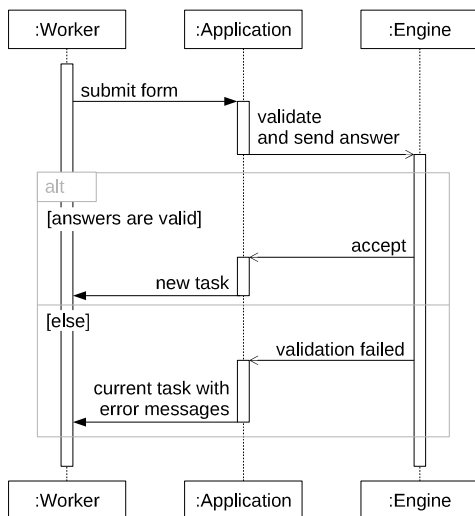 :Worker
:Application
:Engine
submit form
validate
and send answer
alt
[answers are valid]
accept
new task
[else]
validation failed
current task with
error messages
:Worker
:Application
:Engine